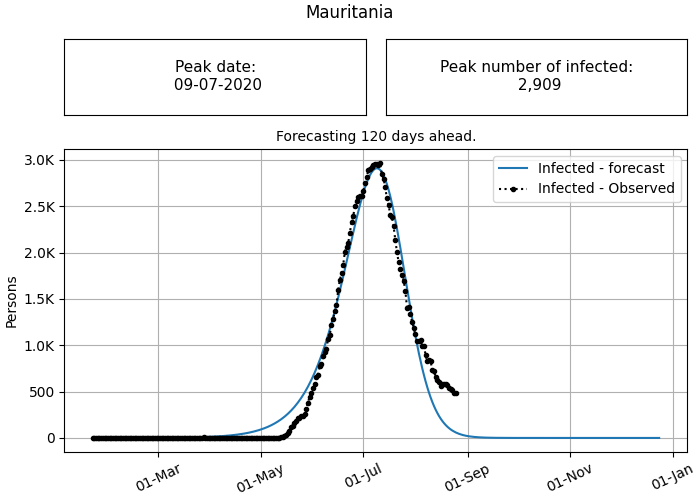 Mauritania
Peak date:
09-07-2020
Peak number of infected:
2,909
Forecasting 120 days ahead.
Infected - forecast
Infected - Observed
3.0K
2.5K
2.0K
1.5K
1.0K
500
0
Persons
01-Mar
01-May
01-Jul
01-Sep
01-Nov
01-Jan